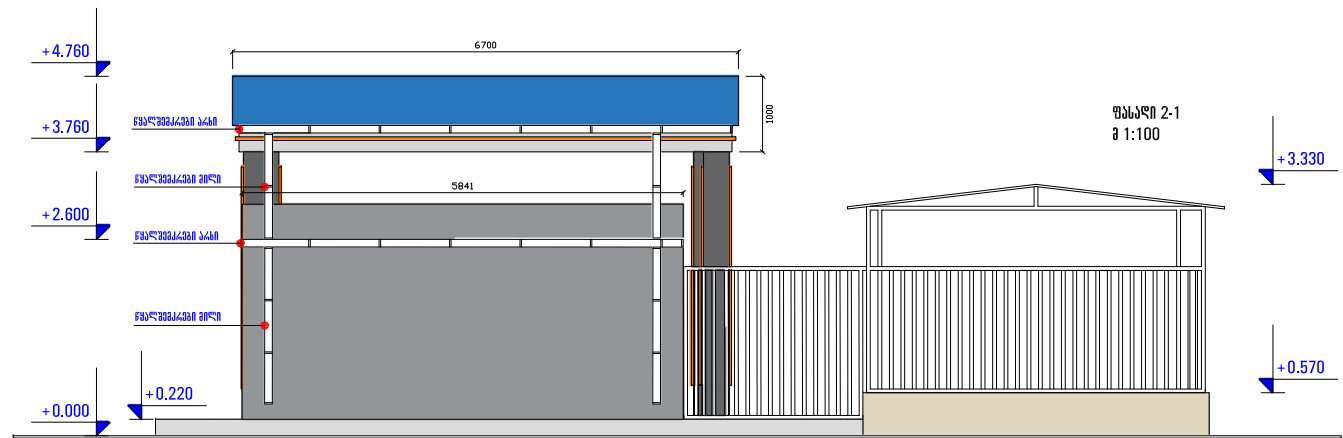 6700
+4.760
1000
ფასადი 2-1
მ 1:100
წყალშემკრები არხი
+3.760
+3.330
წყალშემკრები მილი
5841
+2.600
წყალშემკრები არხი
წყალშემკრები მილი
+0.570
+0.220
+0.000